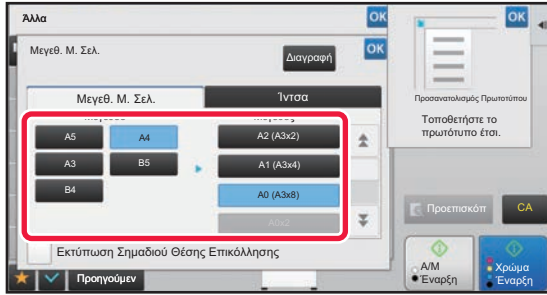 Άλλα
OK
OK
Μεγεθ. Μ. Σελ.
Διαγραφή
OK
Μεγεθ. Μ. Σελ.
Ίντσα
Προσανατολισμός Πρωτοτύπου
Τοποθετήστε το
πρωτότυπο έτσι.
A5
A4
A2 (A3x2)
A3
B5
A1 (A3x4)
B4
A0 (A3x8)
A0x2
Προεπισκόπ
CA
Εκτύπωση Σημαδιού Θέσης Επικόλλησης
Προηγούμεν
Α/Μ
Έναρξη
Χρώμα
Έναρξη